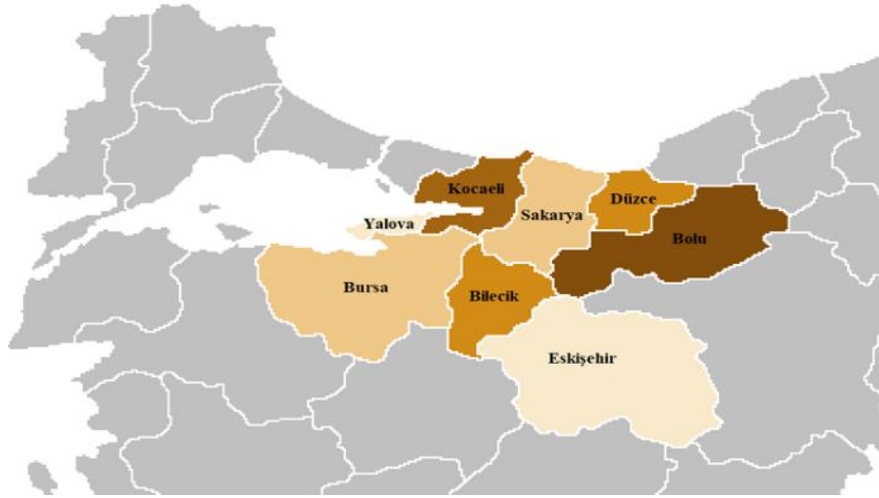 Kocaeli
Düzce
Sakarya
Yalova
Bolu
Bursa
Bilecik
Eskişehir